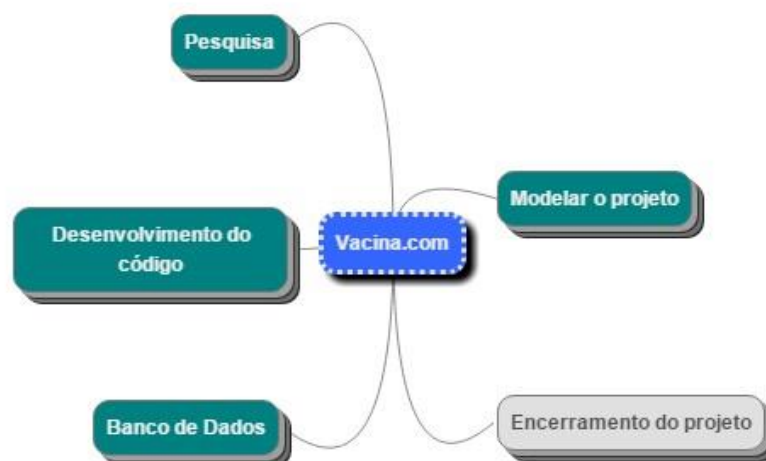 Pesquisa
Modelar o projeto
Vacina.com
Desenvolvimento do
código
Banco de Dados
Encerramento do projeto